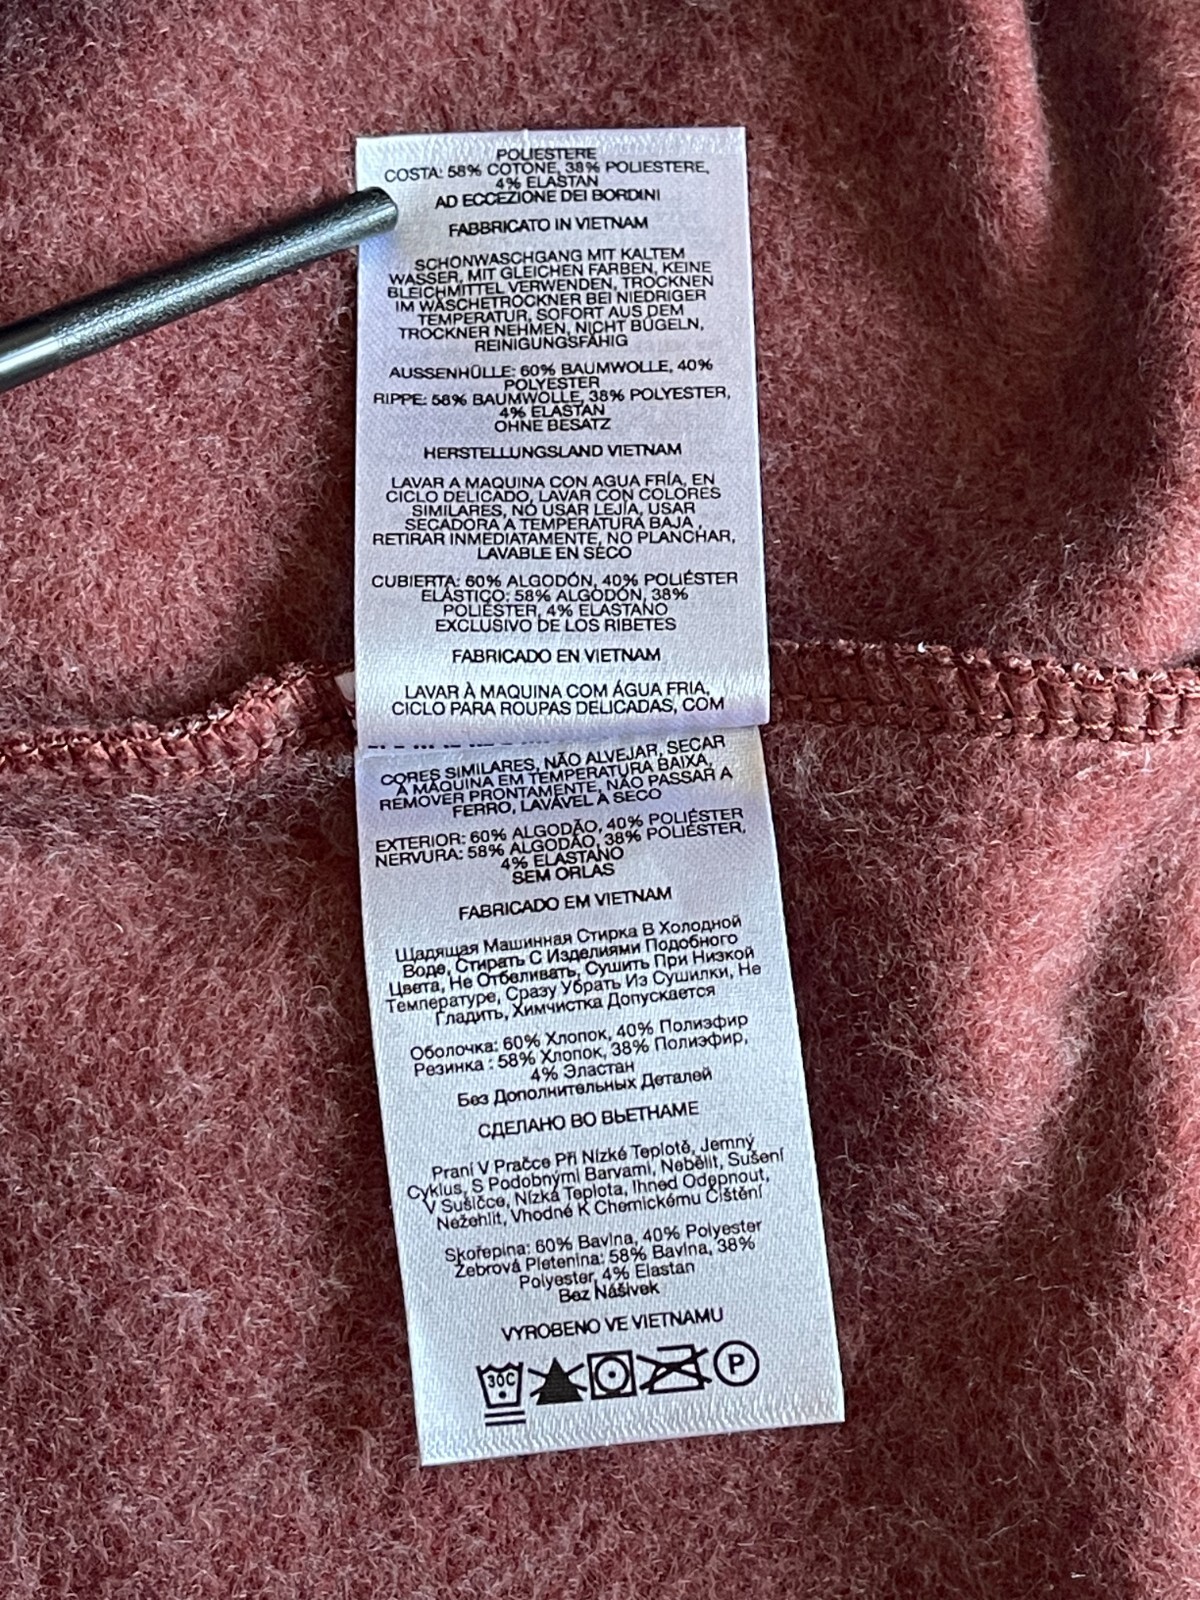 POLIESTERE
COSTA: 58% COTONE, 38% POLIESTERE,
4% ELASTAN
AD ECCEZIONE DEI BORDINI
FABBRICATO IN VIETNAM
SCHONWASCHGANG MIT KALTEM
WASSER, MIT GLEICHEN FARBEN, KEINE
BLEICHMITTEL VERWENDEN, TROCKNEN
IM WÄSCHETROCKNER BEI NIEDRIGER
TEMPERATUR, SOFORT AUS DEM
TROCKNER NEHMEN, NICHT BÜGELN,
REINIGUNGSFÄHIG
AUSSENHÜLLE: 60% BAUMWOLLE, 40%
POLYESTER
RIPPE: 58% BAUMWOLLE, 38% POLYESTER,
4% ELASTAN
OHNE BESATZ
HERSTELLUNGSLAND VIETNAM
LAVAR A MAQUINA CON AGUA FRÍA, EN
CICLO DELICADO, LAVAR CON COLORES
SIMILARES, NO USAR LEJÍA, USAR
SECADORA A TEMPERATURA BAJA ,
RETIRAR INMEDIATAMENTE, NO PLANCHAR,
LAVABLE EN SECO
CUBIERTA: 60% ALGODÓN, 40% POLIÉSTER
ELÁSTICO: 58% ALGODÓN, 38%
POLIÉSTER, 4% ELASTANO
EXCLUSIVO DE LOS RIBETES
FABRICADO EN VIETNAM
LAVAR À MAQUINA COM ÁGUA FRIA,
CICLO PARA ROUPAS DELICADAS, COM
CORES SIMILARES, NÃO ALVEJAR, SECAR
À MÁQUINA EM TEMPERATURA BAIXA,
REMOVER PRONTAMENTE, NÃO PASSAR A
FERRO, LAVÁVEL A SECO
EXTERIOR: 60% ALGODÃO, 40% POLIÉSTER
NERVURA: 58% ALGODÃO, 38% POLIÉSTER,
4% ELASTANO
SEM ORLAS
FABRICADO EM VIETNAM
Щадящая Машинная Стирка В Холодной
Воде, Стирать С Изделиями Подобного
Цвета, Не Отбеливать, Сушить При Низкой
Температуре, Сразу Убрать Из Сушилки, Не
Гладить, Химчистка Допускается
Оболочка: 60% Хлопок, 40% Полиэфир
Резинка : 58% Хлопок, 38% Полиэфир,
4% Эластан
Без Дополнительных Деталей
СДЕЛАНО ВО ВЬЕТНАМЕ
Praní V Pračce Při Nízké Teplotě, Jemný
Cyklus, S Podobnými Barvami, Nebělit, Sušení
V Sušičce, Nízká Teplota, Ihned Odepnout,
Nežehlit, Vhodné K Chemickému Čištění
Skořepina: 60% Bavlna, 40% Polyester
Žebrová Pletenina: 58% Bavlna, 38%
Polyester, 4% Elastan
Bez Nášivek
VYROBENO VE VIETNAMU
30C P